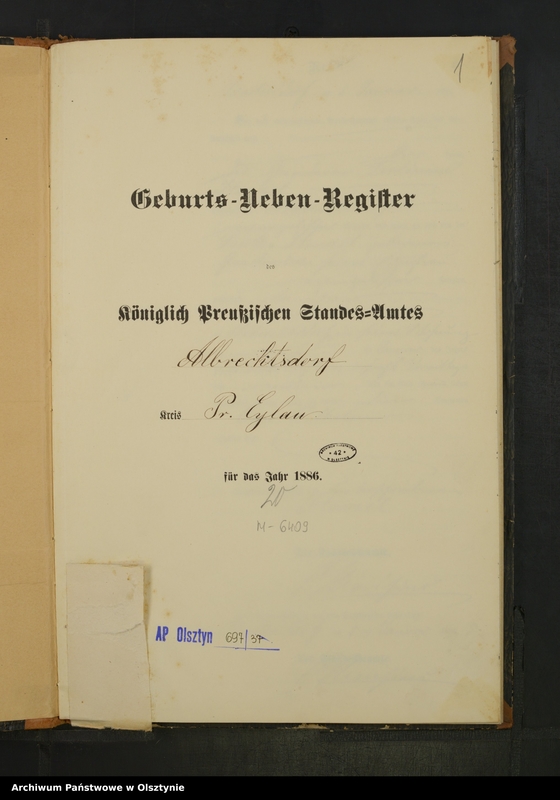 1
Geburts-Neben-Register
des
Königlich Preußischen Standes-Amtes
Albrechtsdorf
Kreis Pr. Eylau
42
für das Jahr 1886.
20
M-6409
AP Olsztyn 697/37
Archiwum Państwowe w Olsztynie